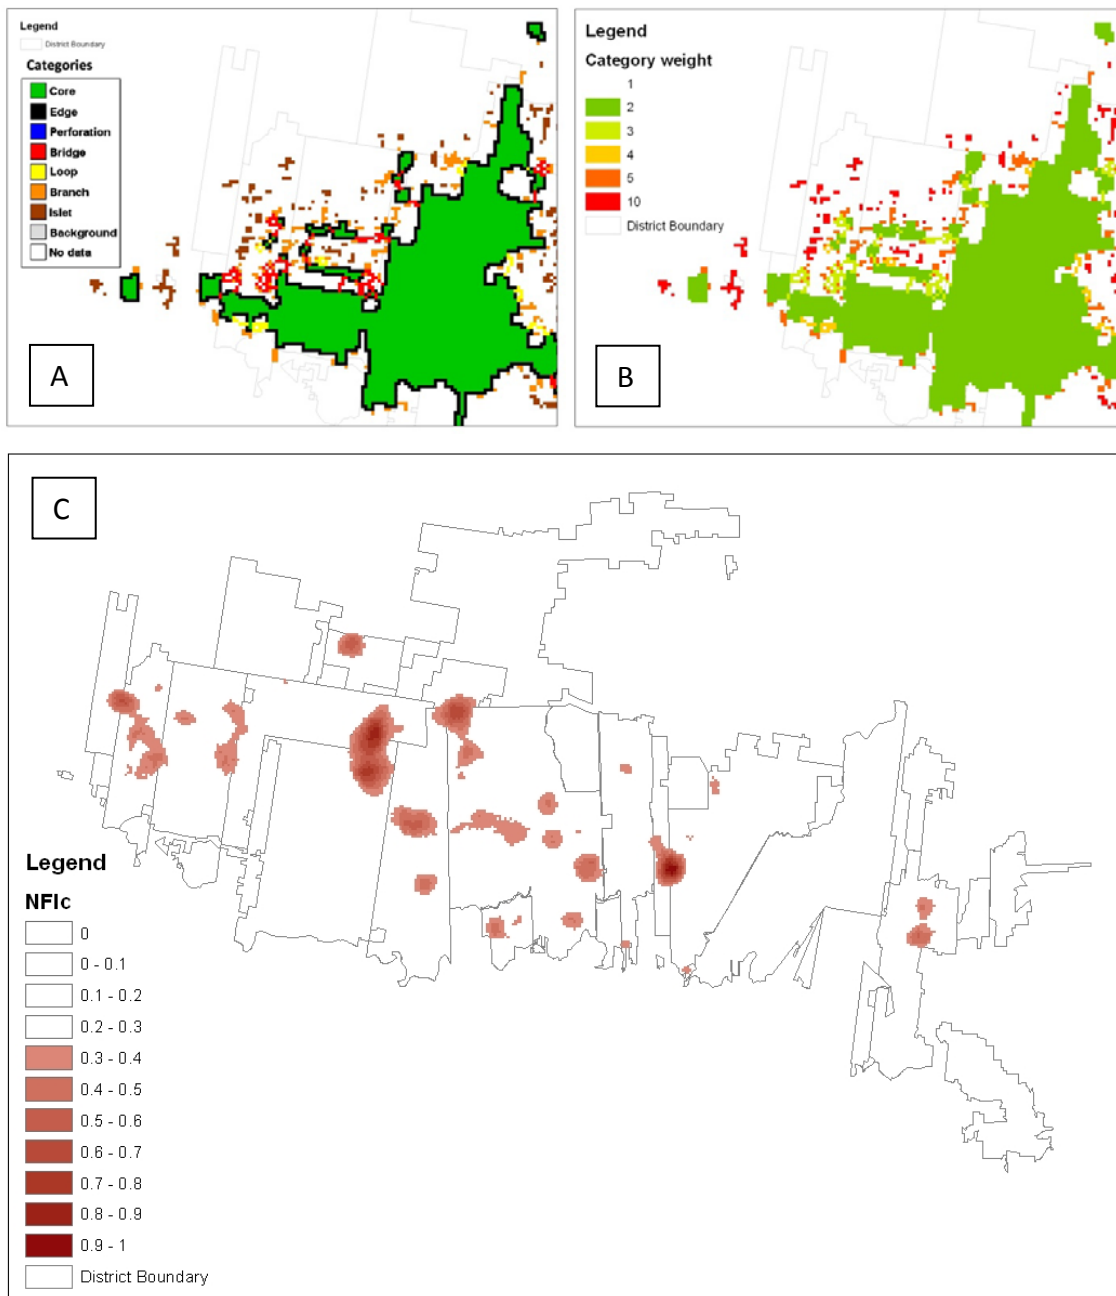 Legend
District Boundary
Categories
Core
Edge
Perforation
Bridge
Loop
Branch
Islet
Background
No data
A
Legend
Category weight
1
2
3
4
5
10
District Boundary
B
C
Legend
NFIc
0
0 - 0.1
0.1 - 0.2
0.2 - 0.3
0.3 - 0.4
0.4 - 0.5
0.5 - 0.6
0.6 - 0.7
0.7 - 0.8
0.8 - 0.9
0.9 - 1
District Boundary